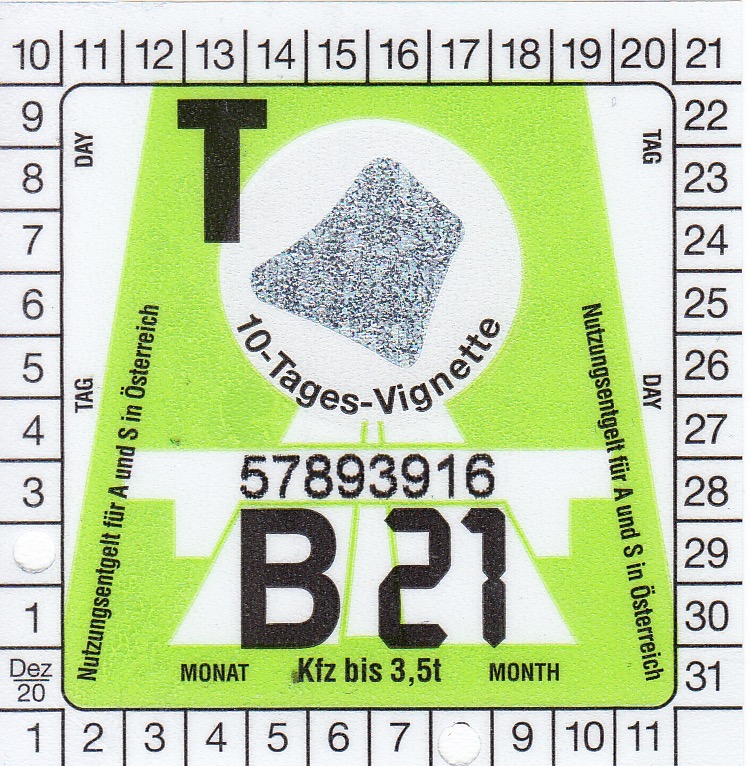 10 11 12 13 14 15 16 17 18 19 20 21
9 22
8 23
7 24
6 25
5 26
4 27
3 28
29
1 30
Dez
20
31
1 2 3 4 5 6 7 9 10 11
DAY
TAG
T
10-Tages-Vignette
TAG
DAY
Nutzungsentgelt für A und S in Österreich
Nutzungsentgelt für A und S in Österreich
57893916
B 21
MONAT Kfz bis 3,5t MONTH